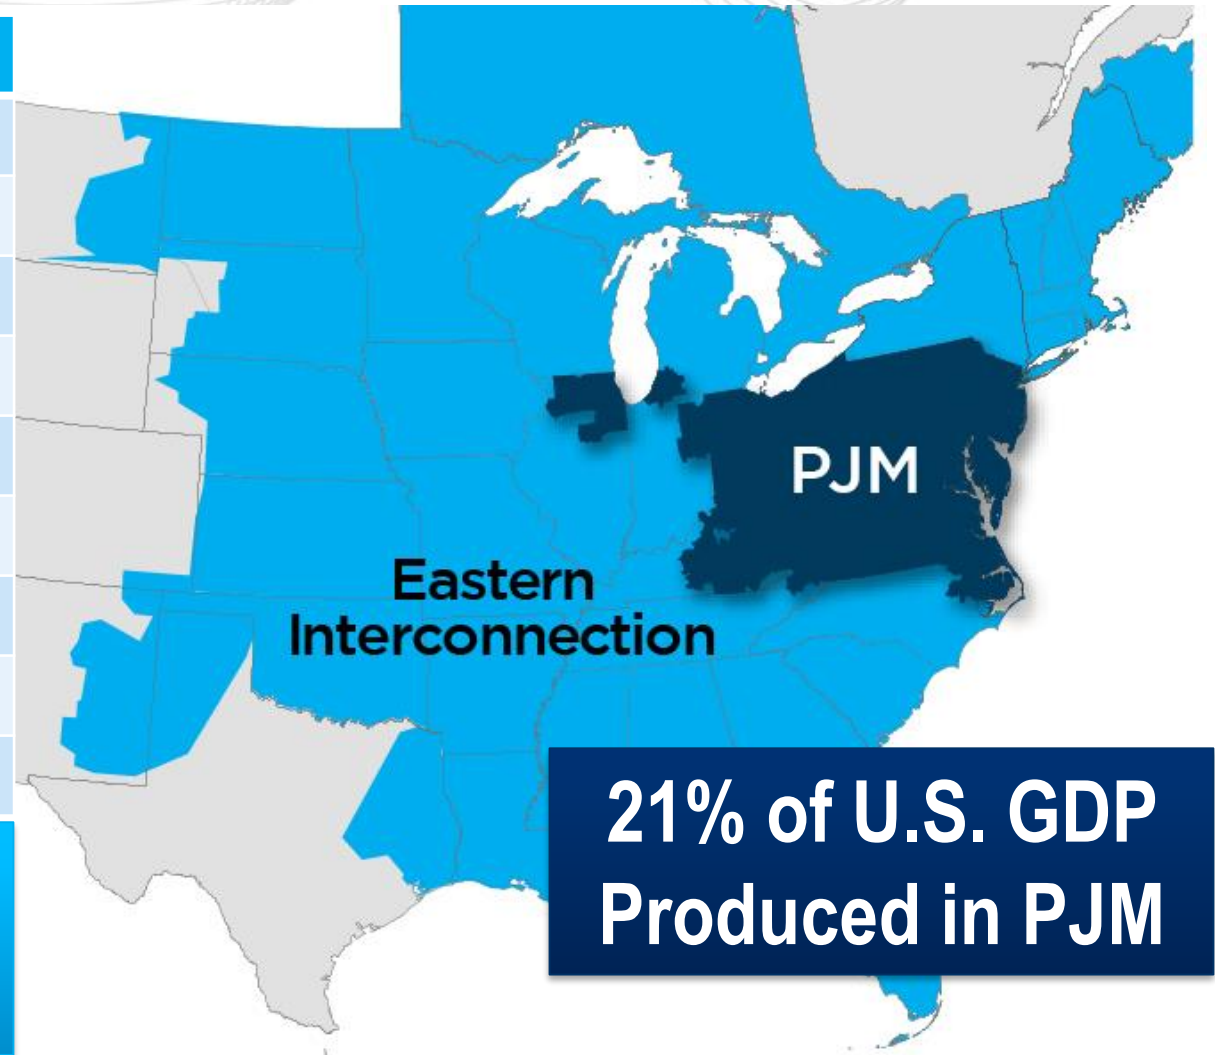 PJM
Eastern
Interconnection
21% of U.S. GDP
Produced in PJM